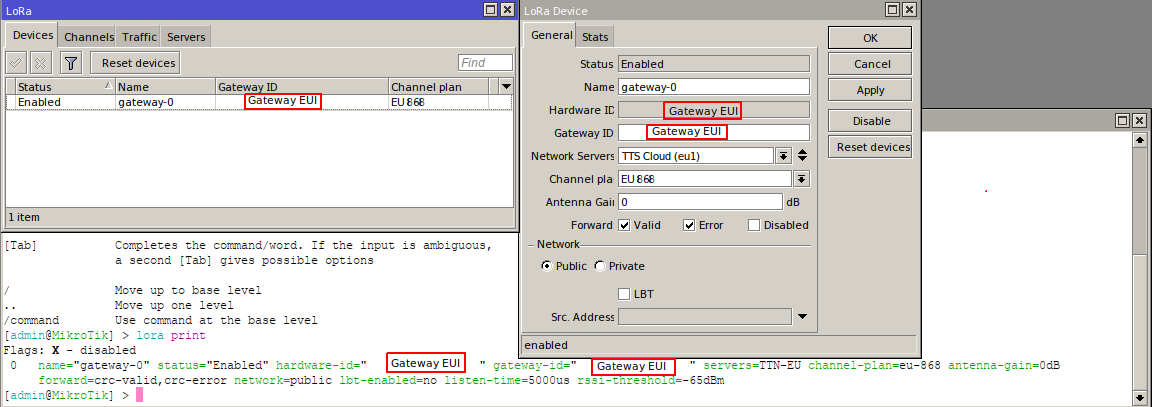 LoRa
Devices Channels Traffic Servers
Reset devices Find
Status Name Gateway ID Channel plan
Enabled gateway-0 Gateway EUI EU 868
1 item
LoRa Device
General Stats
Status Enabled
Name gateway-0
Hardware ID Gateway EUI
Gateway ID Gateway EUI
Network Servers TTS Cloud (eu1)
Channel pla EU 868
Antenna Gai 0 dB
Forward Valid Error Disabled
Network
Public Private
LBT
Src. Address
enabled
OK
Cancel
Apply
Disable
Reset devices
[Tab] Completes the command/word. If the input is ambiguous,
a second [Tab] gives possible options
/ Move up to base level
.. Move up one level
/command Use command at the base level
[admin@MikroTik] > lora print
Flags: X - disabled
0 name="gateway-0" status="Enabled" hardware-id=" Gateway EUI " gateway-id=" Gateway EUI " servers=TTN-EU channel-plan=eu-868 antenna-gain=0dB
forward=crc-valid,crc-error network=public lbt-enabled=no listen-time=5000us rssi-threshold=-65dBm
[admin@MikroTik] >